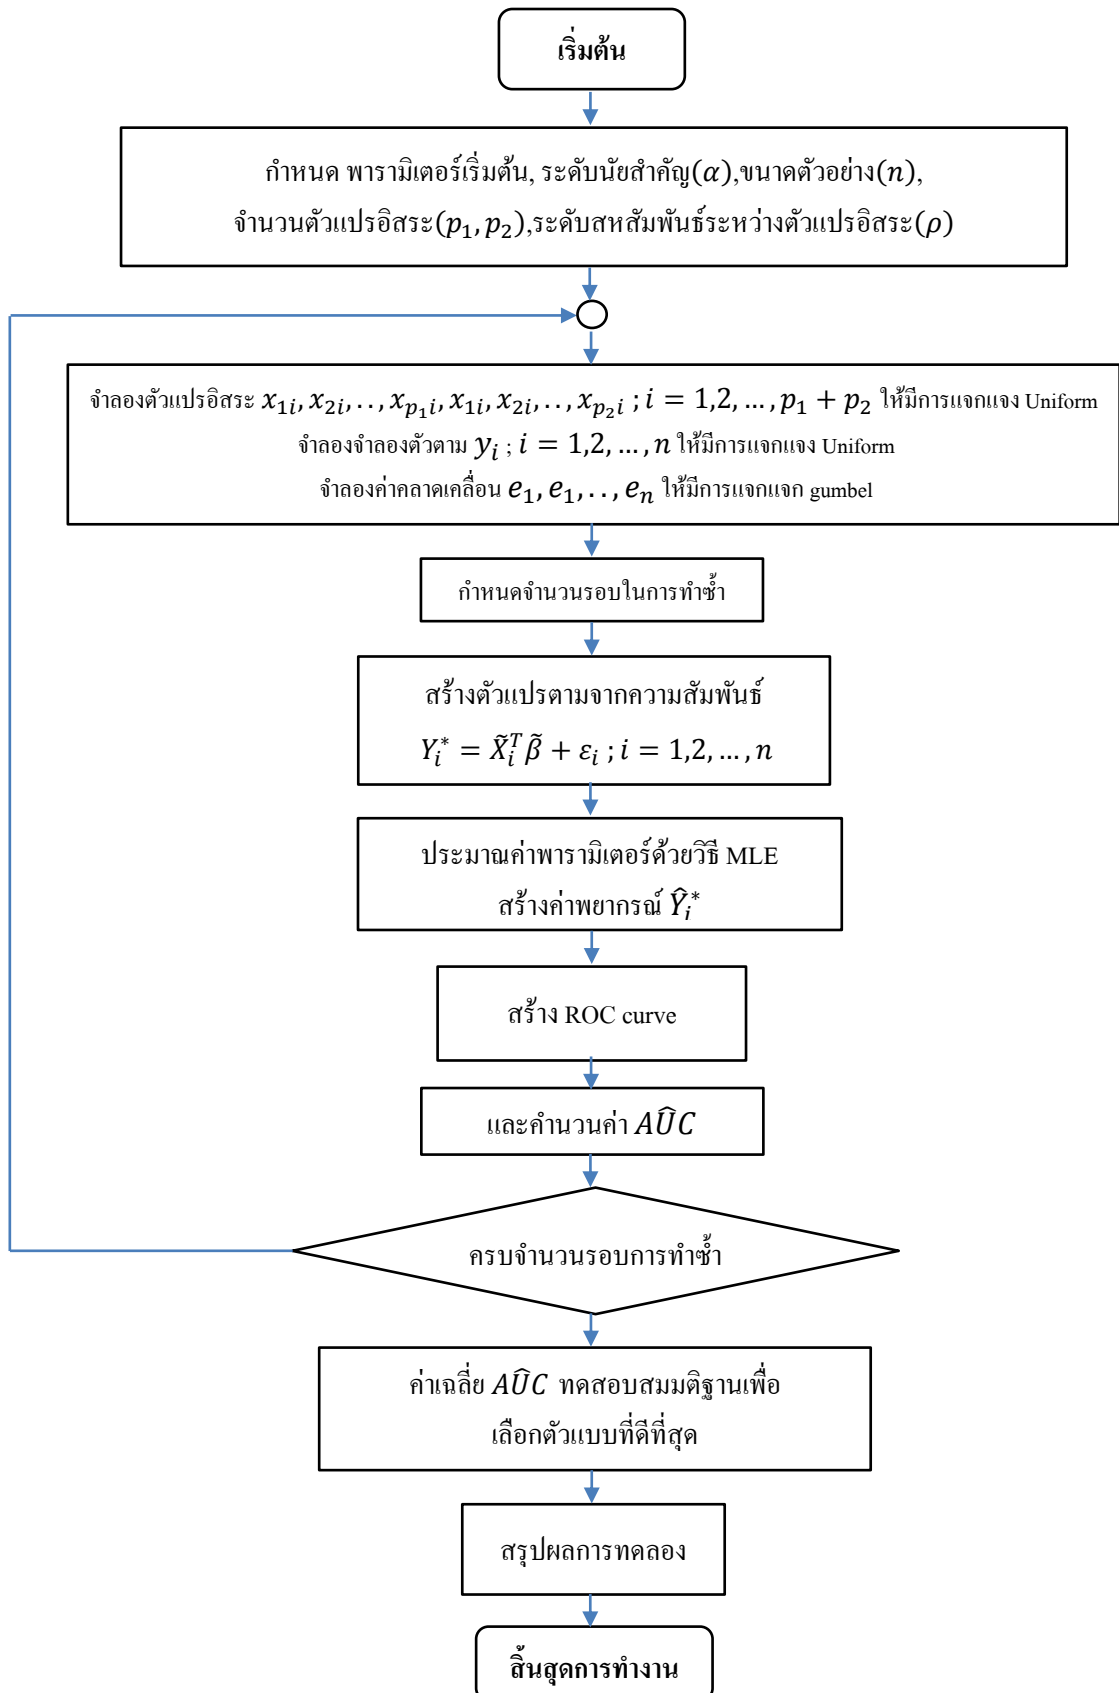 เริ่มต้น
กำหนด พารามิเตอร์เริ่มต้น, ระดับนัยสำคัญ(α),ขนาดตัวอย่าง(n),
จำนวนตัวแปรอิสระ(p₁, p₂),ระดับสหสัมพันธ์ระหว่างตัวแปรอิสระ(ρ)
จำลองตัวแปรอิสระ x₁ᵢ, x₂ᵢ, . . , x_{p₁i}, x₁ᵢ, x₂ᵢ, . . , x_{p₂i} ; i = 1,2, … , p₁ + p₂ ให้มีการแจกแจง Uniform
จำลองจำลองตัวตาม yᵢ ; i = 1,2, … , n ให้มีการแจกแจง Uniform
จำลองค่าคลาดเคลื่อน e₁, e₁, . . , eₙ ให้มีการแจกแจก gumbel
กำหนดจำนวนรอบในการทำซ้ำ
สร้างตัวแปรตามจากความสัมพันธ์
Yᵢ* = X̃ᵢᵀβ̃ + εᵢ ; i = 1,2, … , n
ประมาณค่าพารามิเตอร์ด้วยวิธี MLE
สร้างค่าพยากรณ์ Ŷᵢ*
สร้าง ROC curve
และคำนวนค่า AÛC
ครบจำนวนรอบการทำซ้ำ
ค่าเฉลี่ย AÛC ทดสอบสมมติฐานเพื่อ
เลือกตัวแบบที่ดีที่สุด
สรุปผลการทดลอง
สิ้นสุดการทำงาน